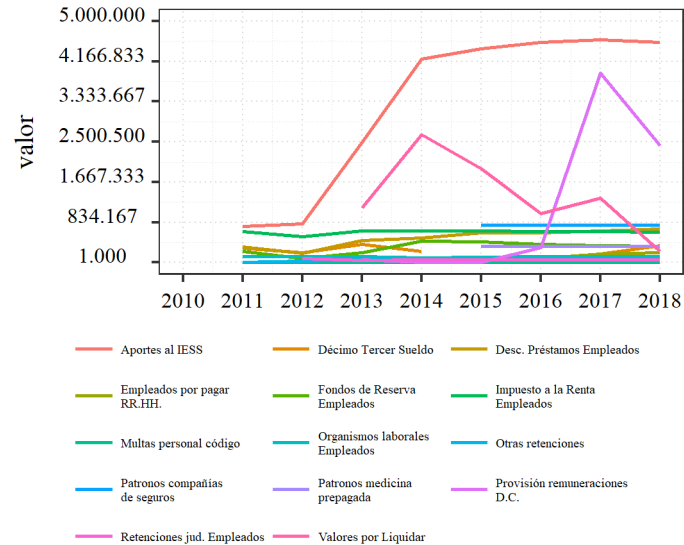 5.000.000
4.166.833
3.333.667
2.500.500
1.667.333
834.167
1.000
valor
2010 2011 2012 2013 2014 2015 2016 2017 2018
Aportes al IESS
Décimo Tercer Sueldo
Desc. Préstamos Empleados
Empleados por pagar
RR.HH.
Fondos de Reserva
Empleados
Impuesto a la Renta
Empleados
Multas personal código
Organismos laborales
Empleados
Otras retenciones
Patronos compañías
de seguros
Patronos medicina
prepagada
Provisión remuneraciones
D.C.
Retenciones jud. Empleados
Valores por Liquidar